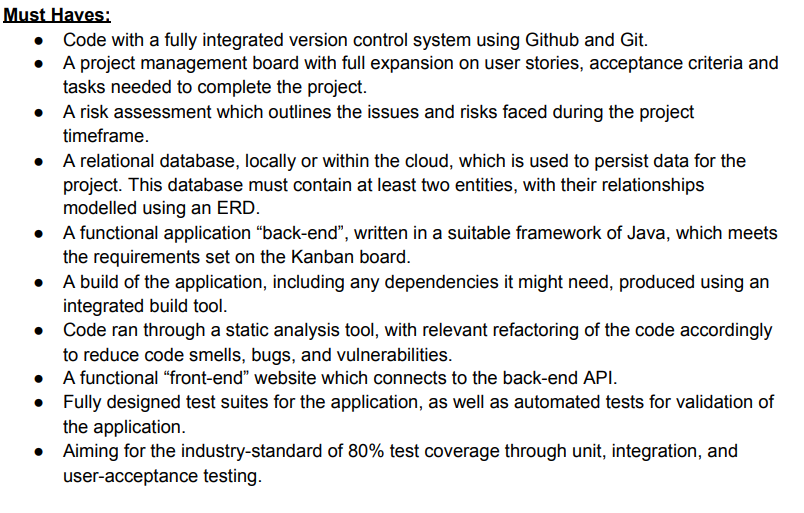 Must Haves:
● Code with a fully integrated version control system using Github and Git.
● A project management board with full expansion on user stories, acceptance criteria and
tasks needed to complete the project.
● A risk assessment which outlines the issues and risks faced during the project
timeframe.
● A relational database, locally or within the cloud, which is used to persist data for the
project. This database must contain at least two entities, with their relationships
modelled using an ERD.
● A functional application “back-end”, written in a suitable framework of Java, which meets
the requirements set on the Kanban board.
● A build of the application, including any dependencies it might need, produced using an
integrated build tool.
● Code ran through a static analysis tool, with relevant refactoring of the code accordingly
to reduce code smells, bugs, and vulnerabilities.
● A functional “front-end” website which connects to the back-end API.
● Fully designed test suites for the application, as well as automated tests for validation of
the application.
● Aiming for the industry-standard of 80% test coverage through unit, integration, and
user-acceptance testing.